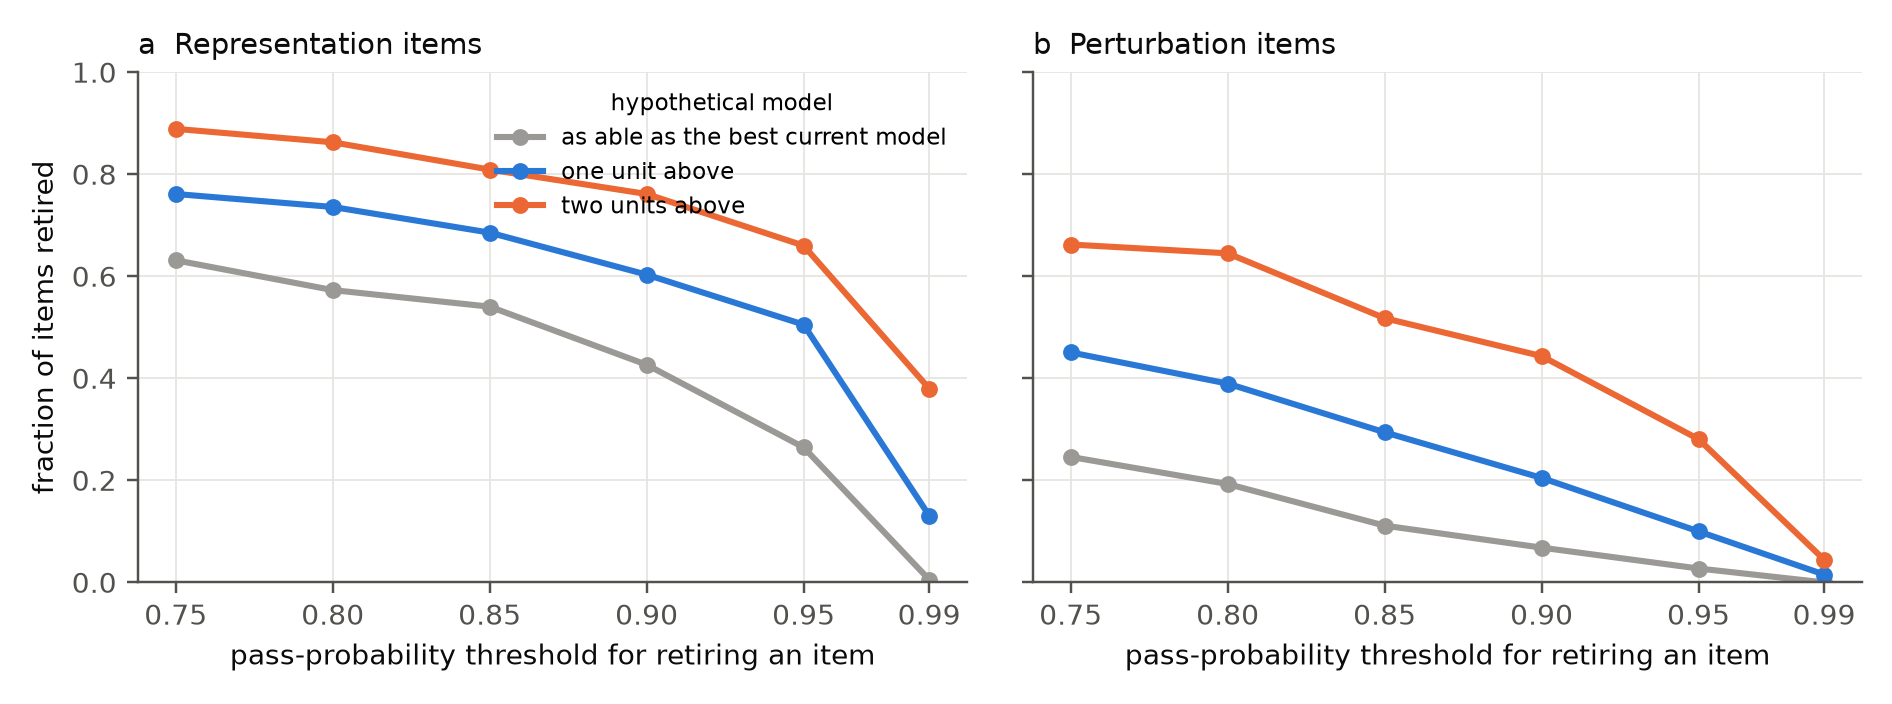 a Representation items
b Perturbation items
fraction of items retired
1.0
0.8
0.6
0.4
0.2
0.0
hypothetical model
as able as the best current model
one unit above
two units above
0.75 0.80 0.85 0.90 0.95 0.99
0.75 0.80 0.85 0.90 0.95 0.99
pass-probability threshold for retiring an item
pass-probability threshold for retiring an item